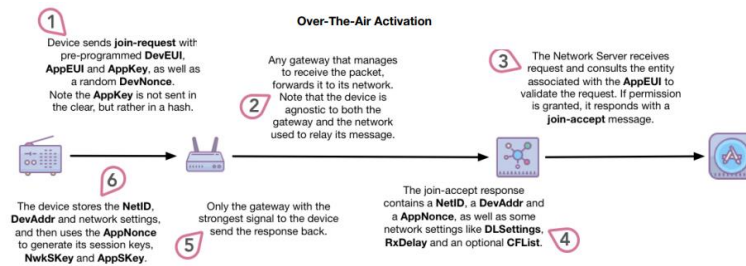 Over-The-Air Activation
1
Device sends join-request with
pre-programmed DevEUI,
AppEUI and AppKey, as well as
a random DevNonce.
Note the AppKey is not sent in
the clear, but rather in a hash.
2
Any gateway that manages
to receive the packet,
forwards it to its network.
Note that the device is
agnostic to both the
gateway and the network
used to relay its message.
3
The Network Server receives
request and consults the entity
associated with the AppEUI to
validate the request. If permission
is granted, it responds with a
join-accept message.
4
The join-accept response
contains a NetID, a DevAddr and
a AppNonce, as well as some
network settings like DLSettings,
RxDelay and an optional CFList.
5
Only the gateway with the
strongest signal to the device
send the response back.
6
The device stores the NetID,
DevAddr and network settings,
and then uses the AppNonce
to generate its session keys,
NwkSKey and AppSKey.